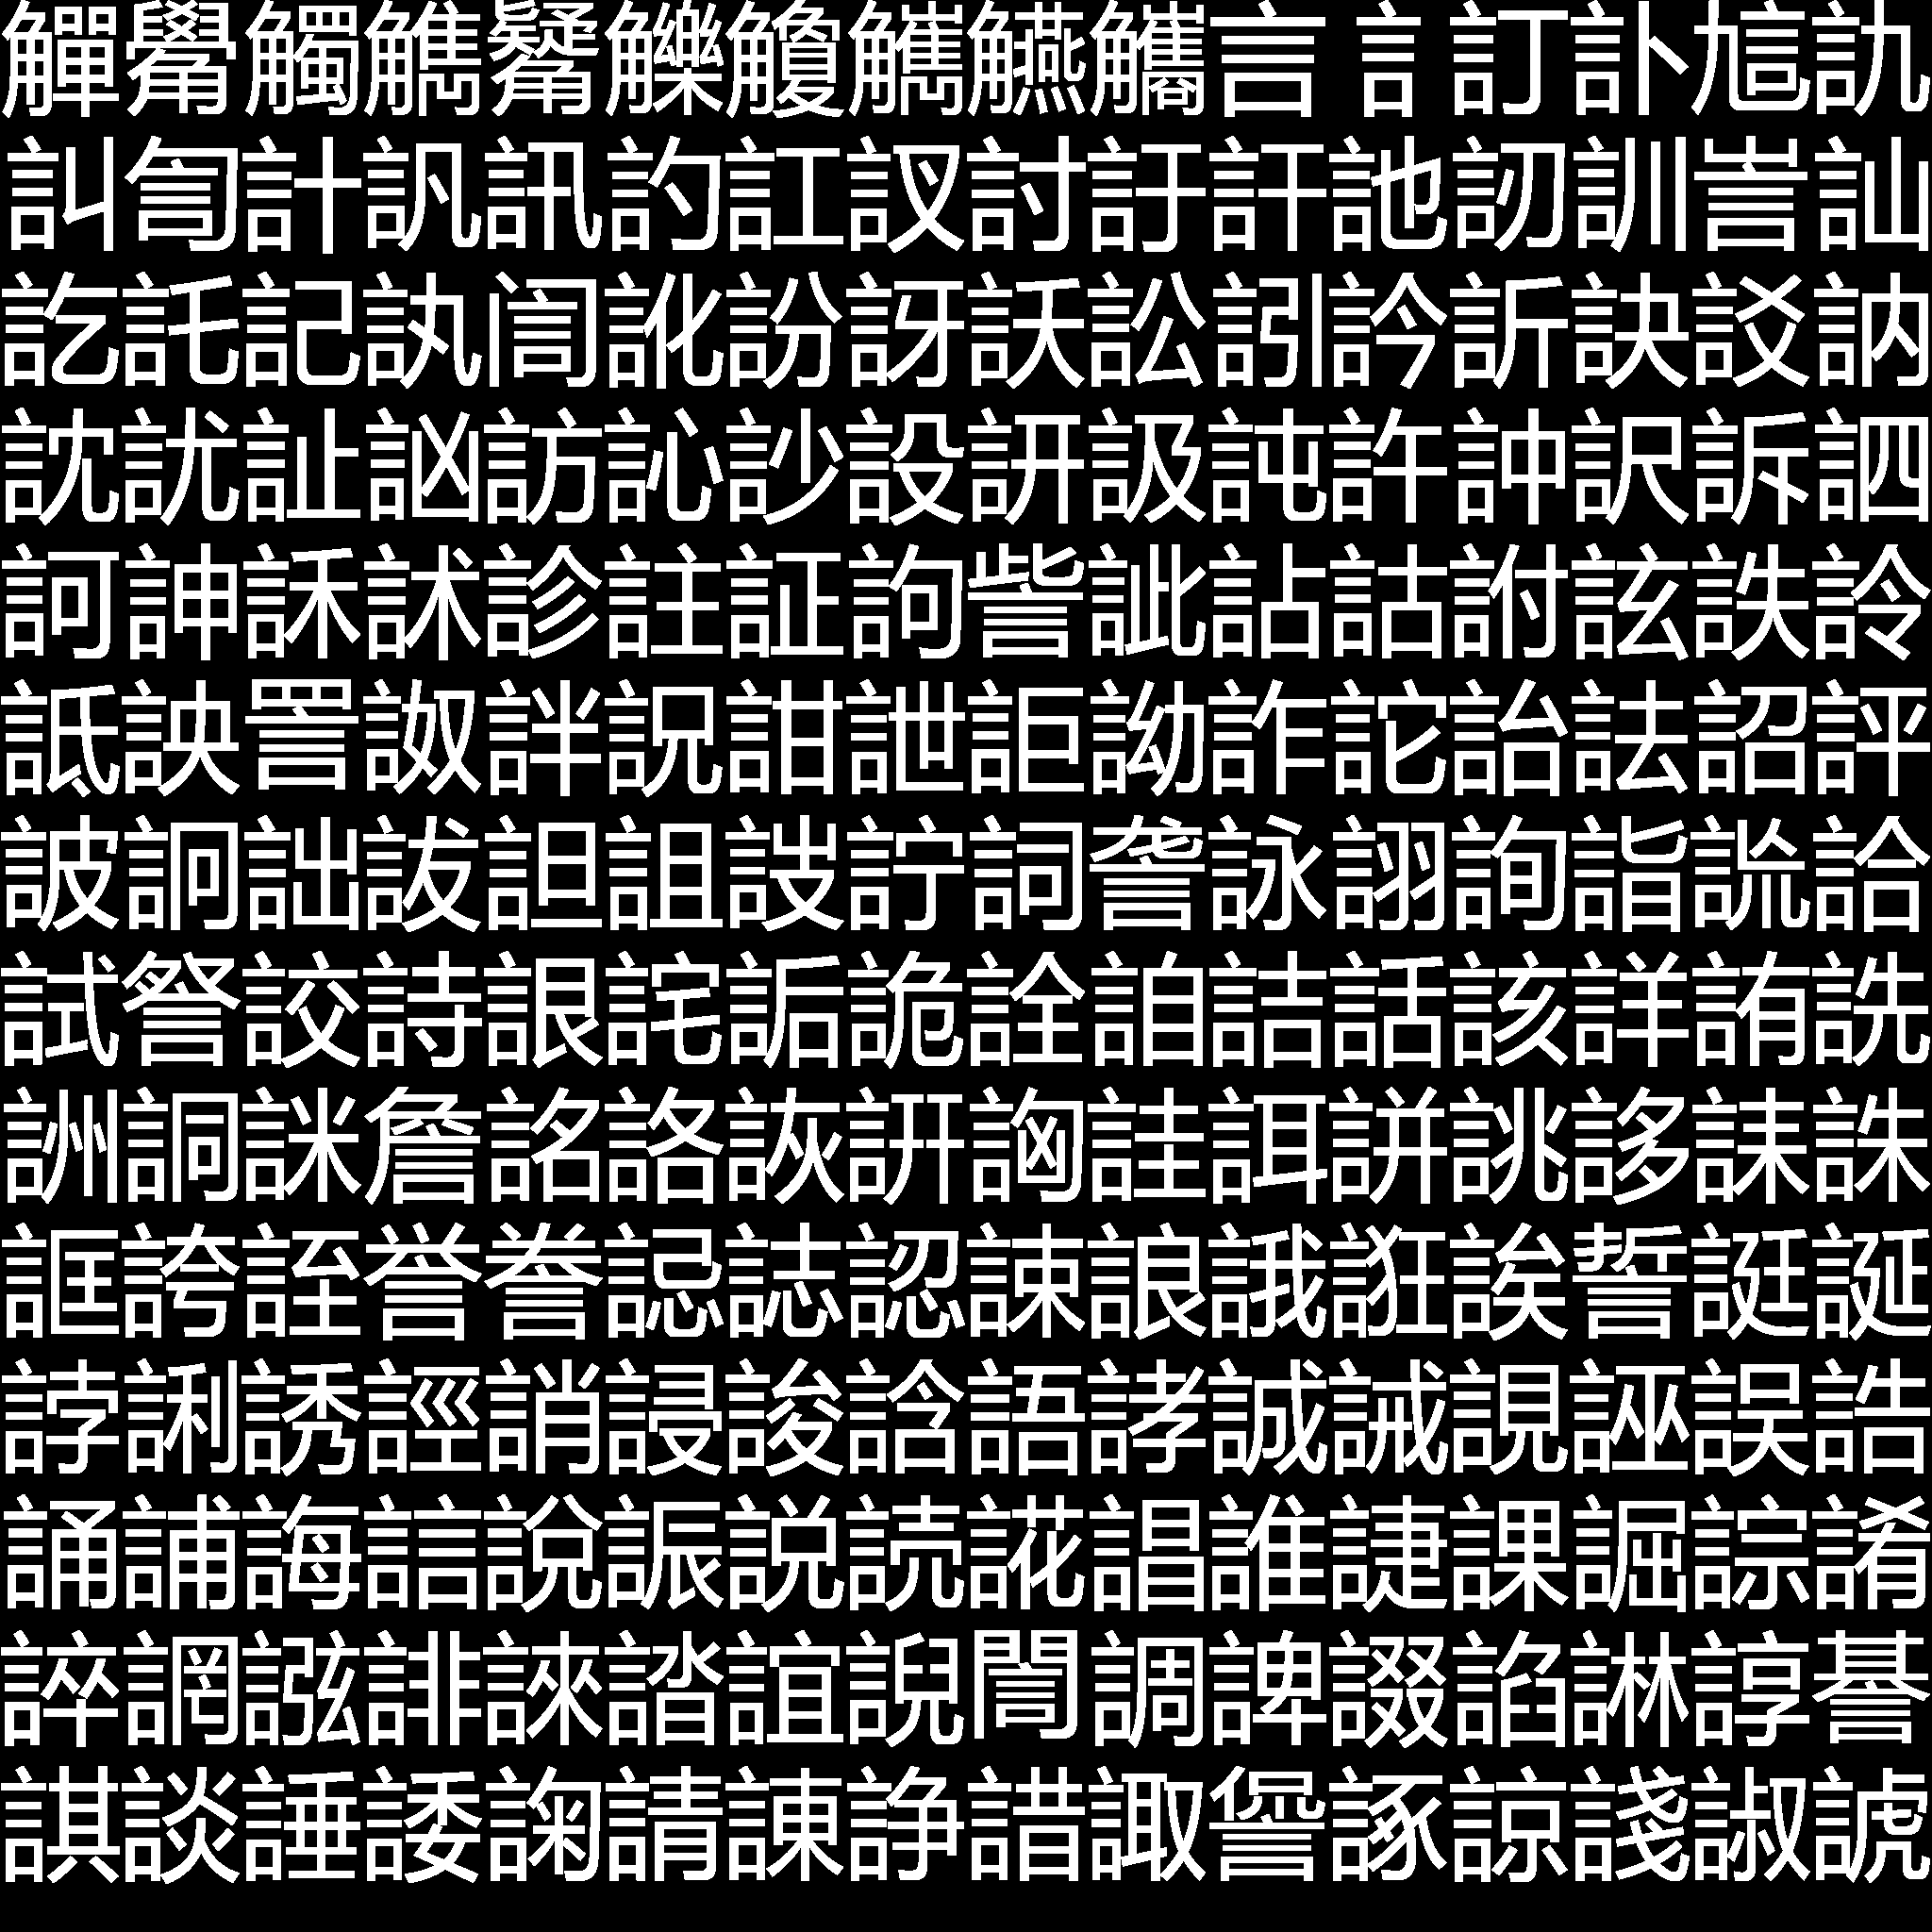 觶觷觸觹觺觻觼觽觾觿言訁訂訃訄訅
訆訇計訉訊訋訌訍討訏訐訑訒訓訔訕
訖託記訙訚訛訜訝訞訟訠訡訢訣訤訥
訦訧訨訩訪訫訬設訮訯訰許訲訳訴訵
訶訷訸訹診註証訽訾訿詀詁詂詃詄詅
詆詇詈詉詊詋詌詍詎詏詐詑詒詓詔評
詖詗詘詙詚詛詜詝詞詟詠詡詢詣詤詥
試詧詨詩詪詫詬詭詮詯詰話該詳詴詵
詶詷詸詹詺詻詼詽詾詿誀誁誂誃誄誅
誆誇誈誉誊誋誌認誎誏誐誑誒誓誔誕
誖誗誘誙誚誛誜誝語誟誠誡誢誣誤誥
誦誧誨誩說誫説読誮誯誰誱課誳誴誵
誶誷誸誹誺誻誼誽誾調諀諁諂諃諄諅
諆談諈諉諊請諌諍諎諏諐諑諒諓諔諕